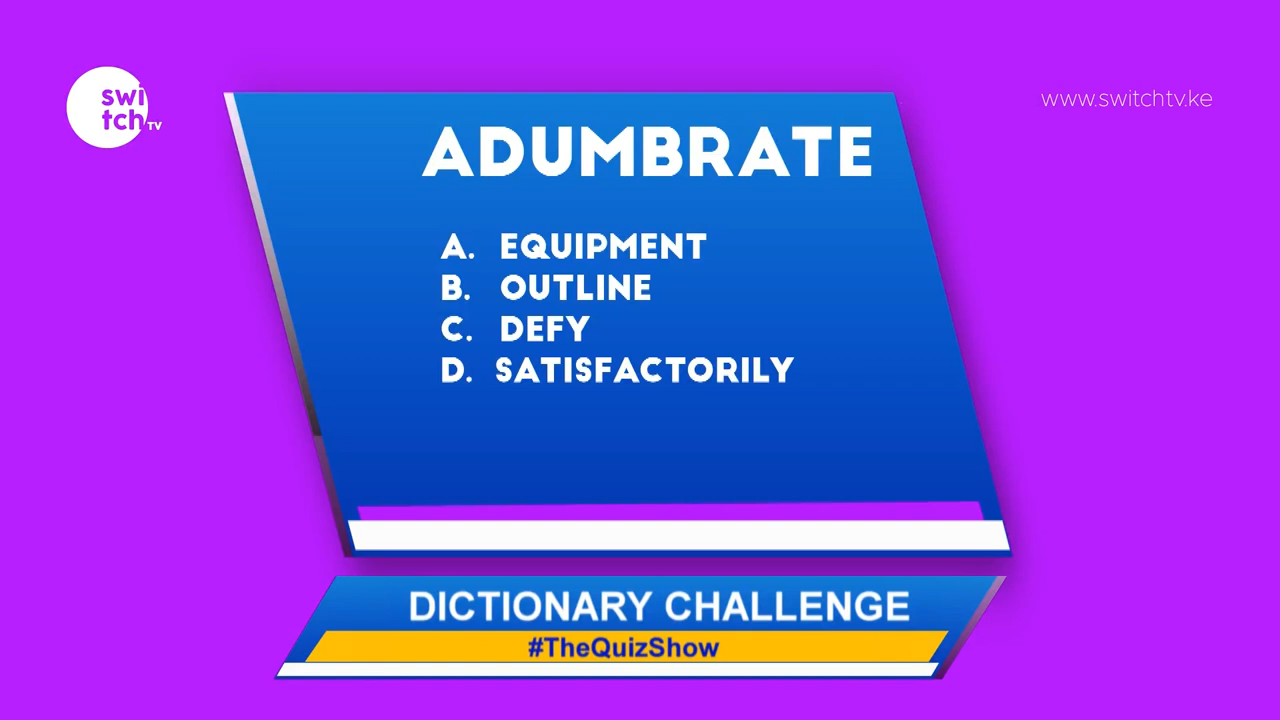 swi
tch TV
www.switchtv.ke
ADUMBRATE
A. EQUIPMENT
B. OUTLINE
C. DEFY
D. SATISFACTORILY
DICTIONARY CHALLENGE
#TheQuizShow